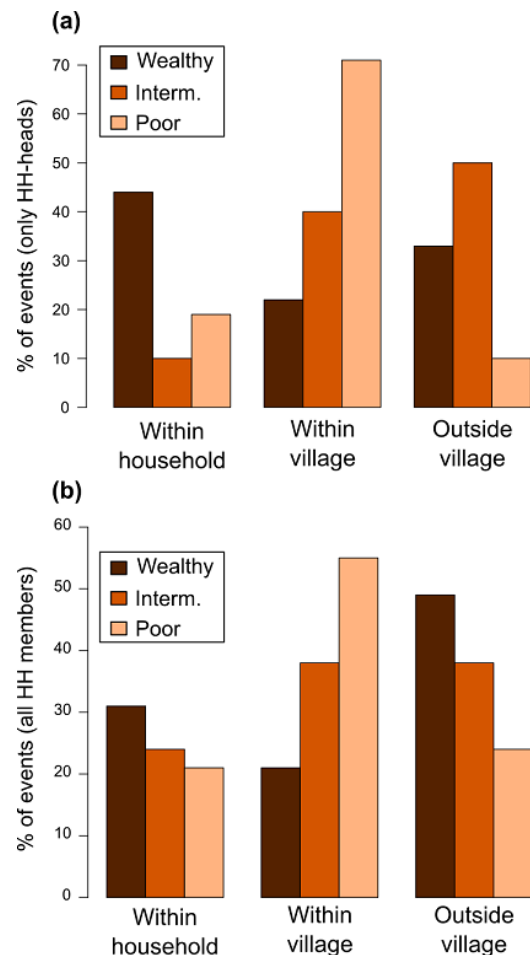 (a)
% of events (only HH-heads)
70
60
50
40
30
20
10
0
Wealthy
Interm.
Poor
Within household
Within village
Outside village
(b)
% of events (all HH members)
60
50
40
30
20
10
0
Wealthy
Interm.
Poor
Within household
Within village
Outside village